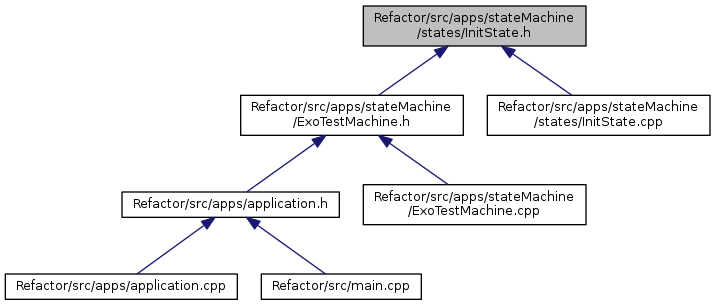 Refactor/src/apps/stateMachine
/states/InitState.h
Refactor/src/apps/stateMachine
/ExoTestMachine.h
Refactor/src/apps/stateMachine
/states/InitState.cpp
Refactor/src/apps/application.h
Refactor/src/apps/stateMachine
/ExoTestMachine.cpp
Refactor/src/apps/application.cpp
Refactor/src/main.cpp